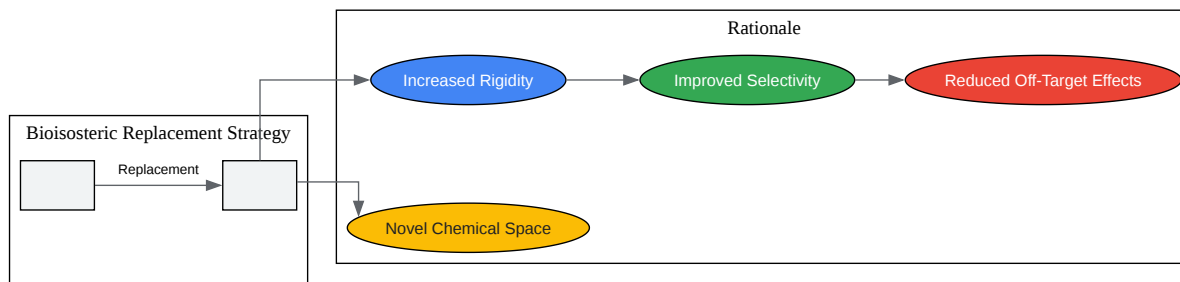 Rationale
Increased Rigidity
Improved Selectivity
Reduced Off-Target Effects
Bioisosteric Replacement Strategy
Replacement
Novel Chemical Space